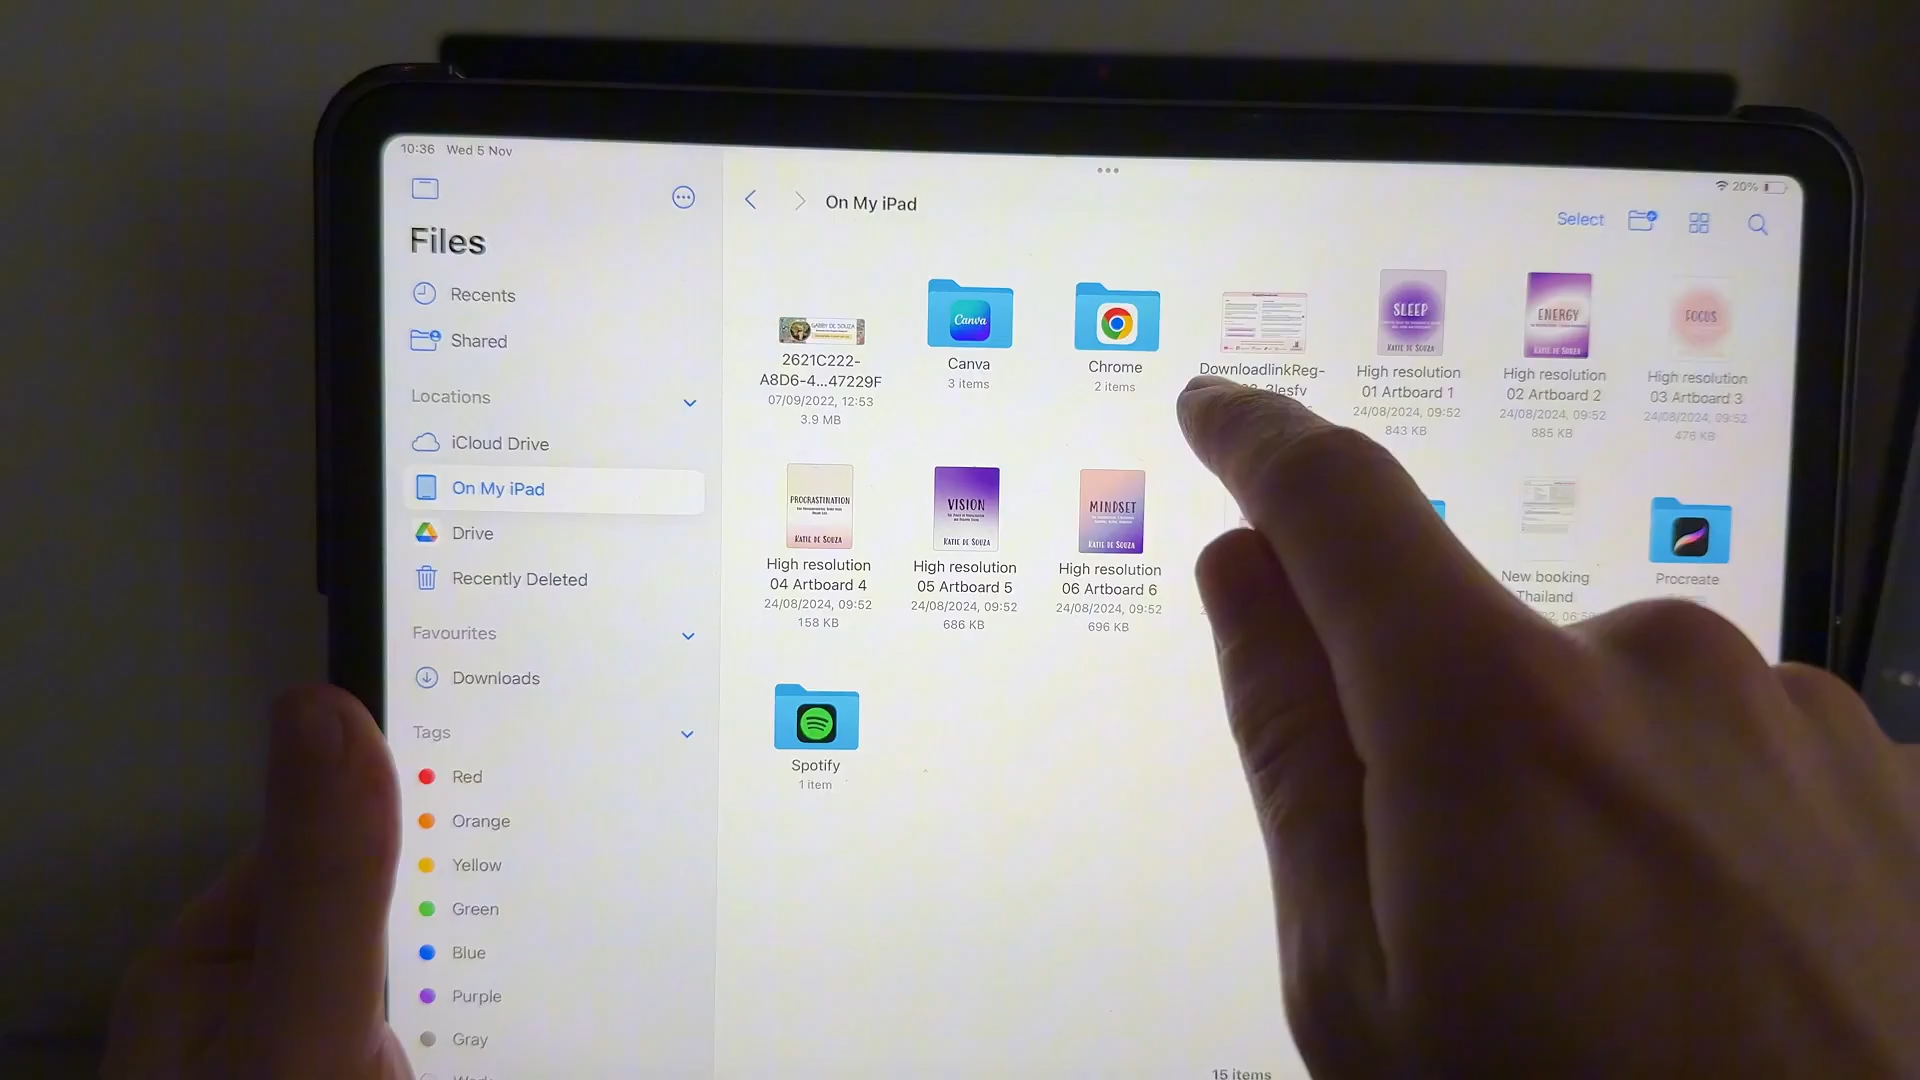 10:36 Wed 5 Nov
20%
Files
Recents
Shared
Locations
iCloud Drive
On My iPad
Drive
Recently Deleted
Favourites
Downloads
Tags
Red
Orange
Yellow
Green
Blue
Purple
Gray
On My iPad
Select
GABBY DE SOUZA
2621C222-
A8D6-4...47229F
07/09/2022, 12:53
3.9 MB
Canva
Canva
3 items
Chrome
2 items
DownloadlinkReg-
SLEEP
KATIE DE SOUZA
High resolution
01 Artboard 1
24/08/2024, 09:52
843 KB
ENERGY
KATIE DE SOUZA
High resolution
02 Artboard 2
24/08/2024, 09:52
885 KB
FOCUS
High resolution
03 Artboard 3
24/08/2024, 09:52
476 KB
PROCRASTINATION
KATIE DE SOUZA
High resolution
04 Artboard 4
24/08/2024, 09:52
158 KB
VISION
KATIE DE SOUZA
High resolution
05 Artboard 5
24/08/2024, 09:52
686 KB
MINDSET
KATIE DE SOUZA
High resolution
06 Artboard 6
24/08/2024, 09:52
696 KB
New booking
Thailand
Procreate
Spotify
1 item
15 items